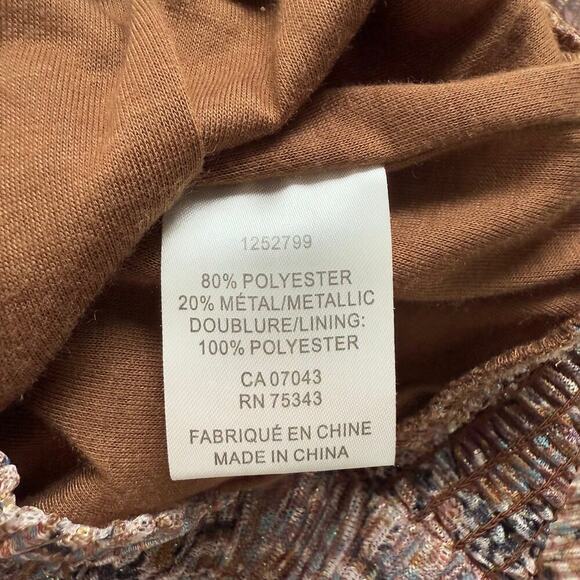 1252799
80% POLYESTER
20% MÉTAL/METALLIC
DOUBLURE/LINING:
100% POLYESTER
CA 07043
RN 75343
FABRIQUÉ EN CHINE
MADE IN CHINA